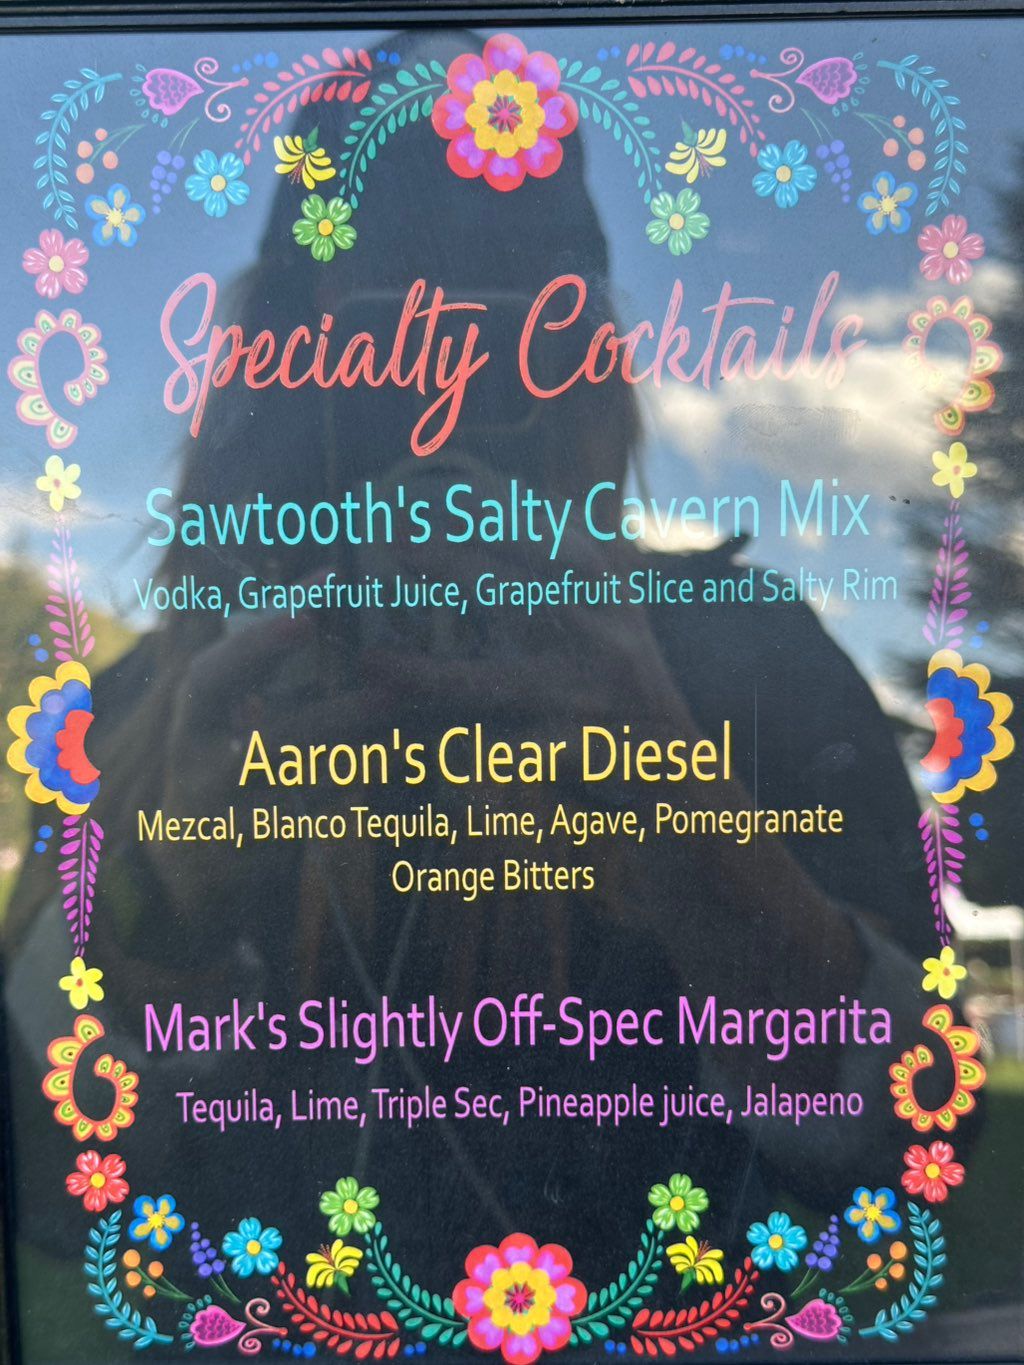 Specialty Cocktails
Sawtooth's Salty Cavern Mix
Vodka, Grapefruit Juice, Grapefruit Slice and Salty Rim
Aaron's Clear Diesel
Mezcal, Blanco Tequila, Lime, Agave, Pomegranate
Orange Bitters
Mark's Slightly Off-Spec Margarita
Tequila, Lime, Triple Sec, Pineapple juice, Jalapeno